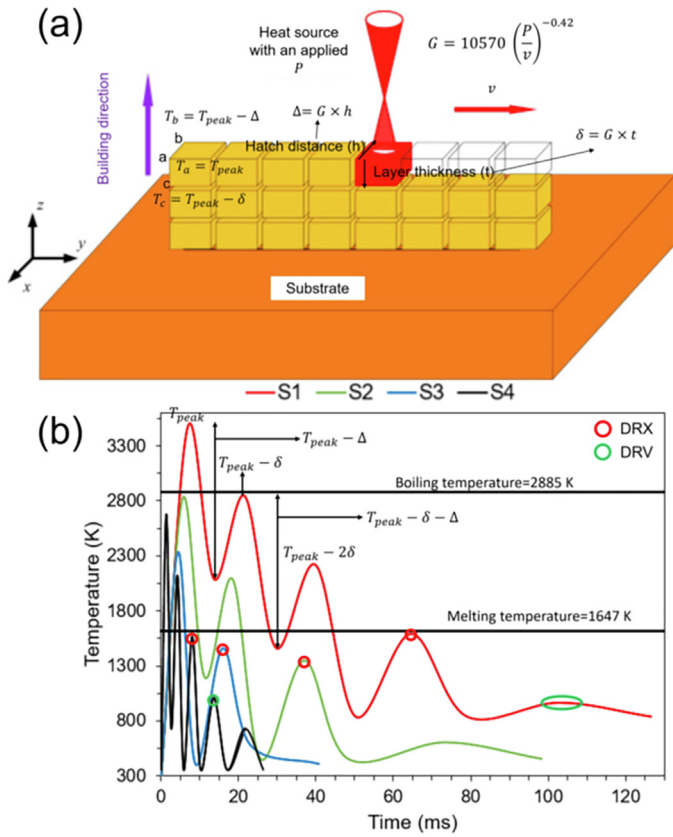 (a)
Heat source
with an applied
P
G = 10570 (P/v)^−0.42
v
Building direction
T_b = T_peak − Δ
Δ= G × h
δ = G × t
b
Hatch distance (h)
a
T_a = T_peak
Layer thickness (t)
c
T_c = T_peak − δ
z
y
x
Substrate
S1 S2 S3 S4
(b)
T_peak
DRX
DRV
T_peak − Δ
T_peak − δ
Boiling temperature=2885 K
T_peak − δ − Δ
T_peak − 2δ
Melting temperature=1647 K
Temperature (K)
3300
2800
2300
1800
1300
800
300
0 20 40 60 80 100 120
Time (ms)